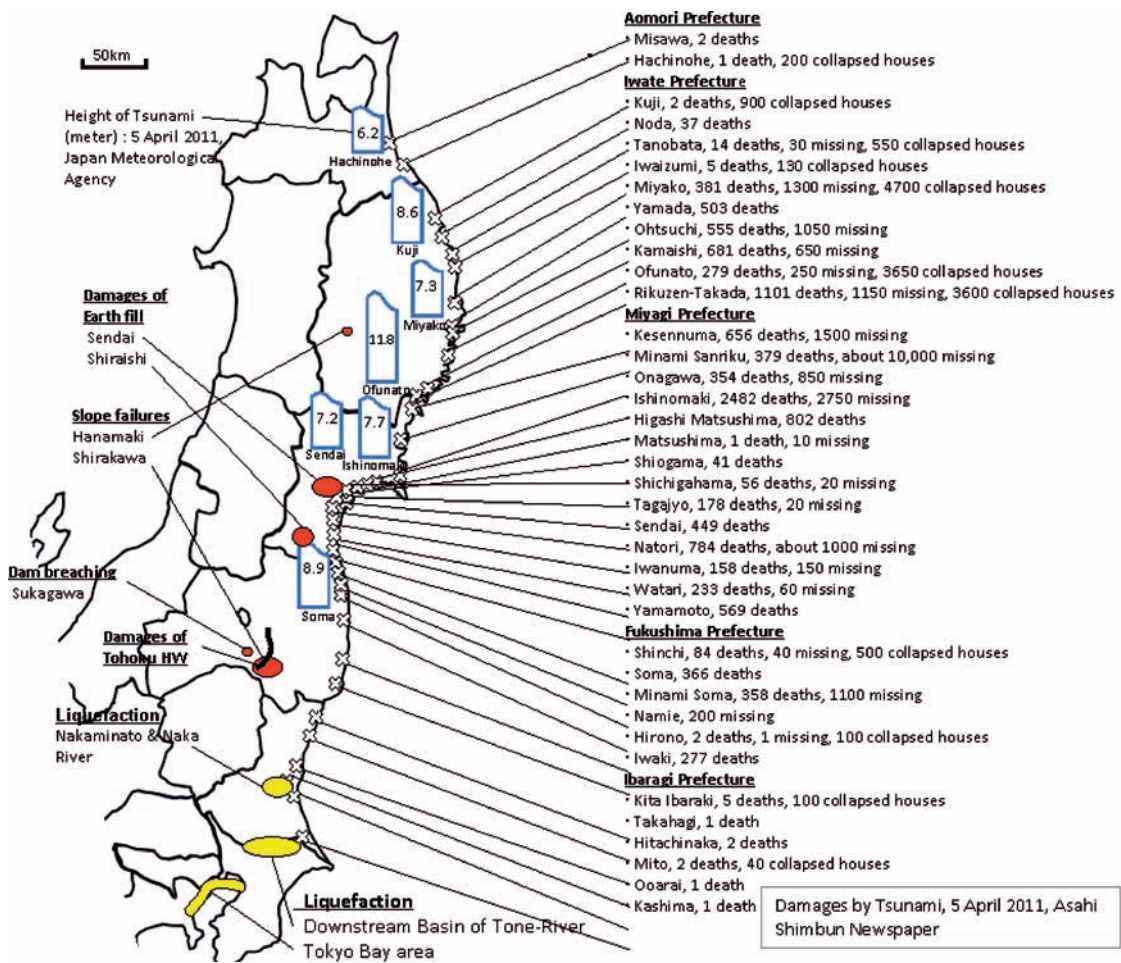 50km
Height of Tsunami
(meter) : 5 April 2011,
Japan Meteorological
Agency
6.2
Hachinohe
8.6
Kuji
7.3
Miyako
11.8
Ofunato
7.2
Sendai
7.7
Ishinomaki
8.9
Soma
Damages of
Earth fill
Sendai
Shiraishi
Slope failures
Hanamaki
Shirakawa
Dam breaching
Sukagawa
Damages of
Tohoku HW
Liquefaction
Nakaminato & Naka
River
Liquefaction
Downstream Basin of Tone-River
Tokyo Bay area
Aomori Prefecture
· Misawa, 2 deaths
· Hachinohe, 1 death, 200 collapsed houses
Iwate Prefecture
· Kuji, 2 deaths, 900 collapsed houses
· Noda, 37 deaths
· Tanobata, 14 deaths, 30 missing, 550 collapsed houses
· Iwaizumi, 5 deaths, 130 collapsed houses
· Miyako, 381 deaths, 1300 missing, 4700 collapsed houses
· Yamada, 503 deaths
· Ohtsuchi, 555 deaths, 1050 missing
· Kamaishi, 681 deaths, 650 missing
· Ofunato, 279 deaths, 250 missing, 3650 collapsed houses
· Rikuzen-Takada, 1101 deaths, 1150 missing, 3600 collapsed houses
Miyagi Prefecture
· Kesennuma, 656 deaths, 1500 missing
· Minami Sanriku, 379 deaths, about 10,000 missing
· Onagawa, 354 deaths, 850 missing
· Ishinomaki, 2482 deaths, 2750 missing
· Higashi Matsushima, 802 deaths
· Matsushima, 1 death, 10 missing
· Shiogama, 41 deaths
· Shichigahama, 56 deaths, 20 missing
· Tagajyo, 178 deaths, 20 missing
· Sendai, 449 deaths
· Natori, 784 deaths, about 1000 missing
· Iwanuma, 158 deaths, 150 missing
· Watari, 233 deaths, 60 missing
· Yamamoto, 569 deaths
Fukushima Prefecture
· Shinchi, 84 deaths, 40 missing, 500 collapsed houses
· Soma, 366 deaths
· Minami Soma, 358 deaths, 1100 missing
· Namie, 200 missing
· Hirono, 2 deaths, 1 missing, 100 collapsed houses
· Iwaki, 277 deaths
Ibaragi Prefecture
· Kita Ibaraki, 5 deaths, 100 collapsed houses
· Takahagi, 1 death
· Hitachinaka, 2 deaths
· Mito, 2 deaths, 40 collapsed houses
· Ooarai, 1 death
· Kashima, 1 death
Damages by Tsunami, 5 April 2011, Asahi
Shimbun Newspaper